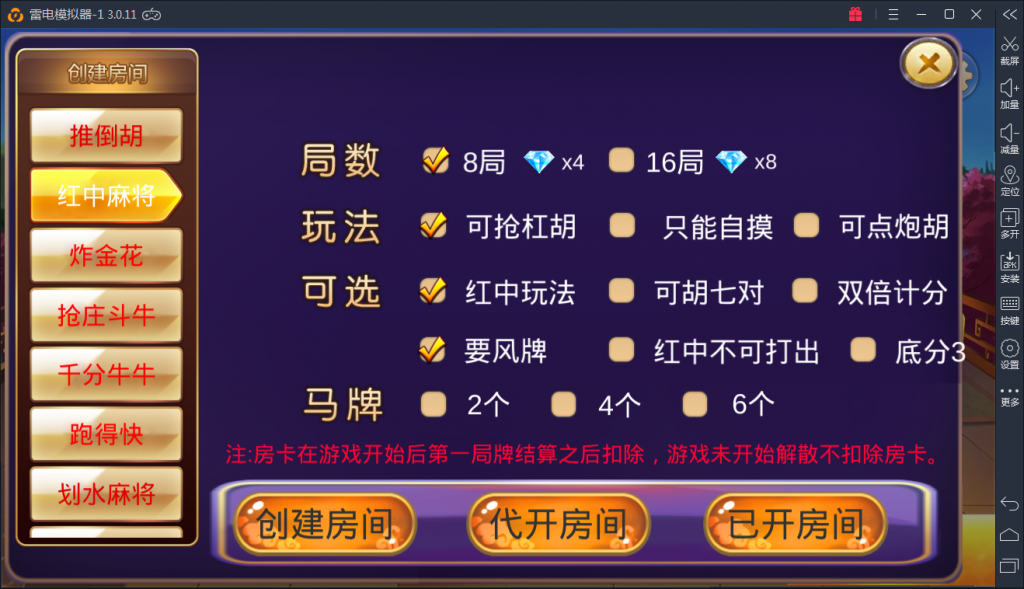 雷电模拟器-1 3.0.11
创建房间
推倒胡
红中麻将
炸金花
抢庄斗牛
千分牛牛
跑得快
划水麻将
局数 8局 x4 16局 x8
玩法 可抢杠胡 只能自摸 可点炮胡
可选 红中玩法 可胡七对 双倍计分
要风牌 红中不可打出 底分3
马牌 2个 4个 6个
注:房卡在游戏开始后第一局牌结算之后扣除，游戏未开始解散不扣除房卡。
创建房间 代开房间 已开房间
截屏
加量
减量
定位
多开
APK
安装
按键
设置
更多